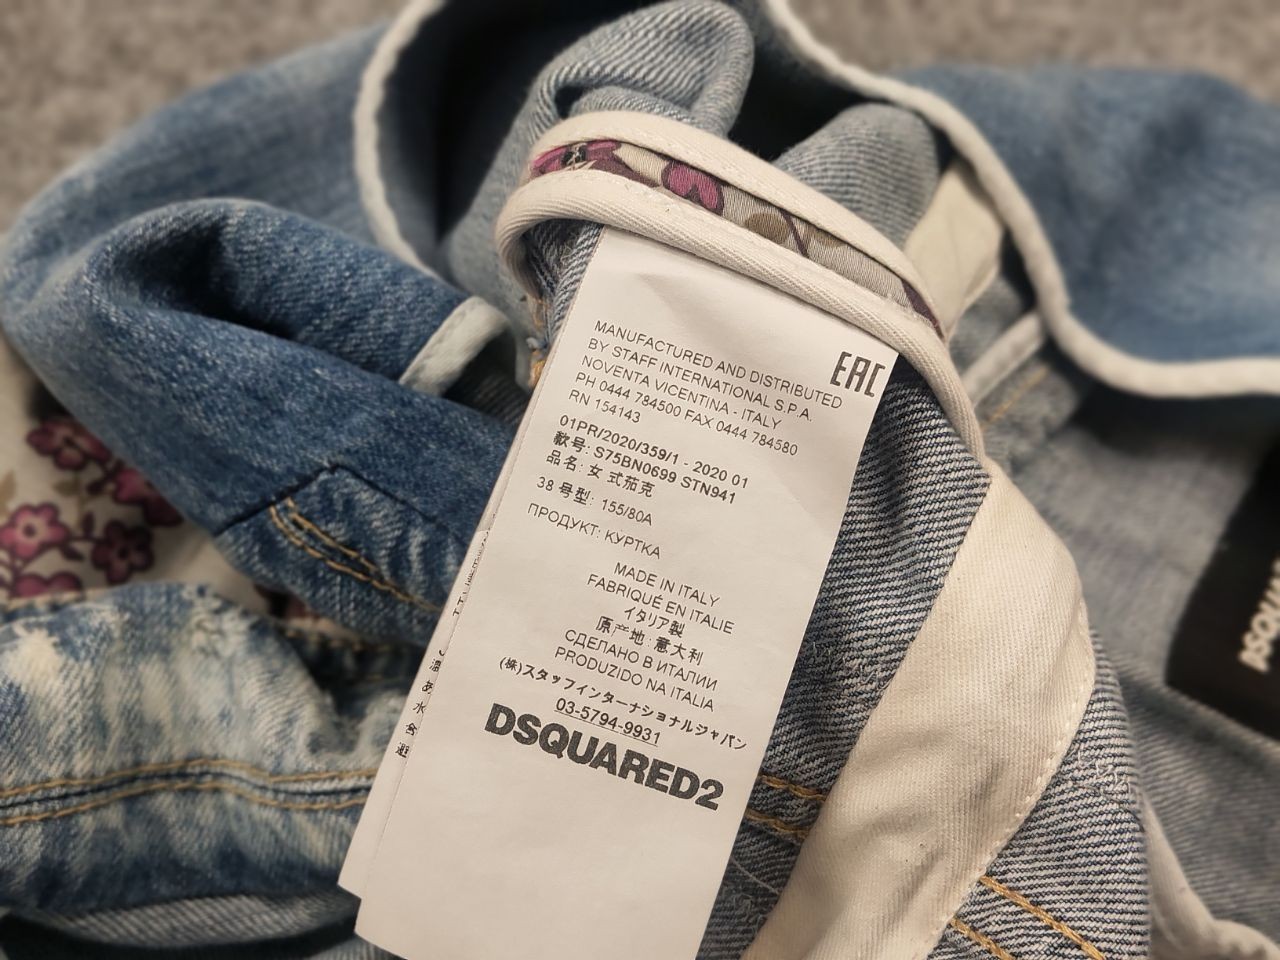 EAC
MANUFACTURED AND DISTRIBUTED
BY STAFF INTERNATIONAL S.P.A.
NOVENTA VICENTINA - ITALY
PH 0444 784500 FAX 0444 784580
RN 154143
01PR/2020/359/1 - 2020 01
款号: S75BN0699 STN941
品名: 女 式茄克
38 号型: 155/80A
ПРОДУКТ: КУРТКА
MADE IN ITALY
FABRIQUÉ EN ITALIE
イタリア製
原产地: 意大利
СДЕЛАНО В ИТАЛИИ
PRODUZIDO NA ITALIA
(株)スタッフインターナショナルジャパン
03-5794-9931
DSQUARED2
DSQUA